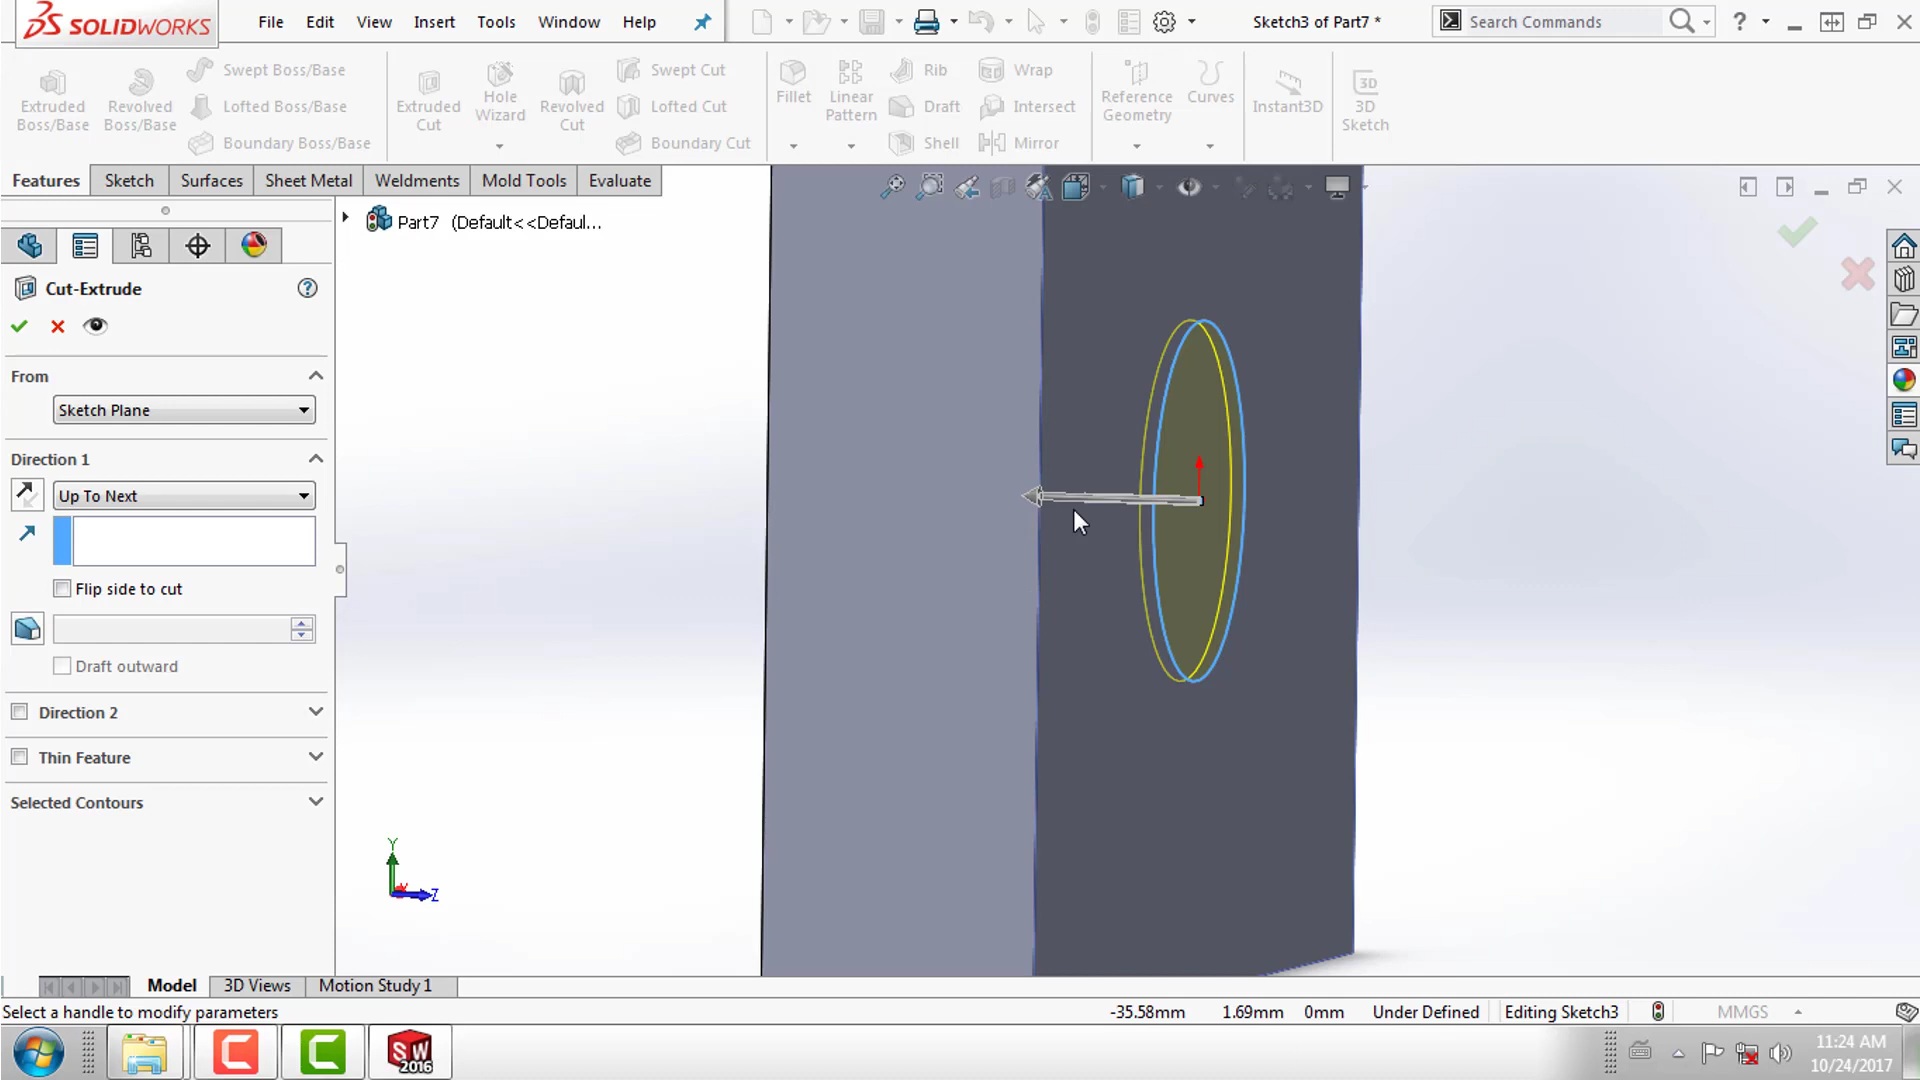 SOLIDWORKS File Edit View Insert Tools Window Help Sketch3 of Part7 * Search Commands ?
Extruded Boss/Base
Revolved Boss/Base
Swept Boss/Base
Lofted Boss/Base
Boundary Boss/Base
Extruded Cut
Hole Wizard
Revolved Cut
Swept Cut
Lofted Cut
Boundary Cut
Fillet
Linear Pattern
Rib
Draft
Shell
Wrap
Intersect
Mirror
Reference Geometry
Curves
Instant3D
3D Sketch
Features Sketch Surfaces Sheet Metal Weldments Mold Tools Evaluate
Part7 (Default<<Defaul...
Cut-Extrude
From
Sketch Plane
Direction 1
Up To Next
Flip side to cut
Draft outward
Direction 2
Thin Feature
Selected Contours
Y
Z
Model 3D Views Motion Study 1
Select a handle to modify parameters -35.58mm 1.69mm 0mm Under Defined Editing Sketch3 MMGS
SW 2016
11:24 AM
10/24/2017